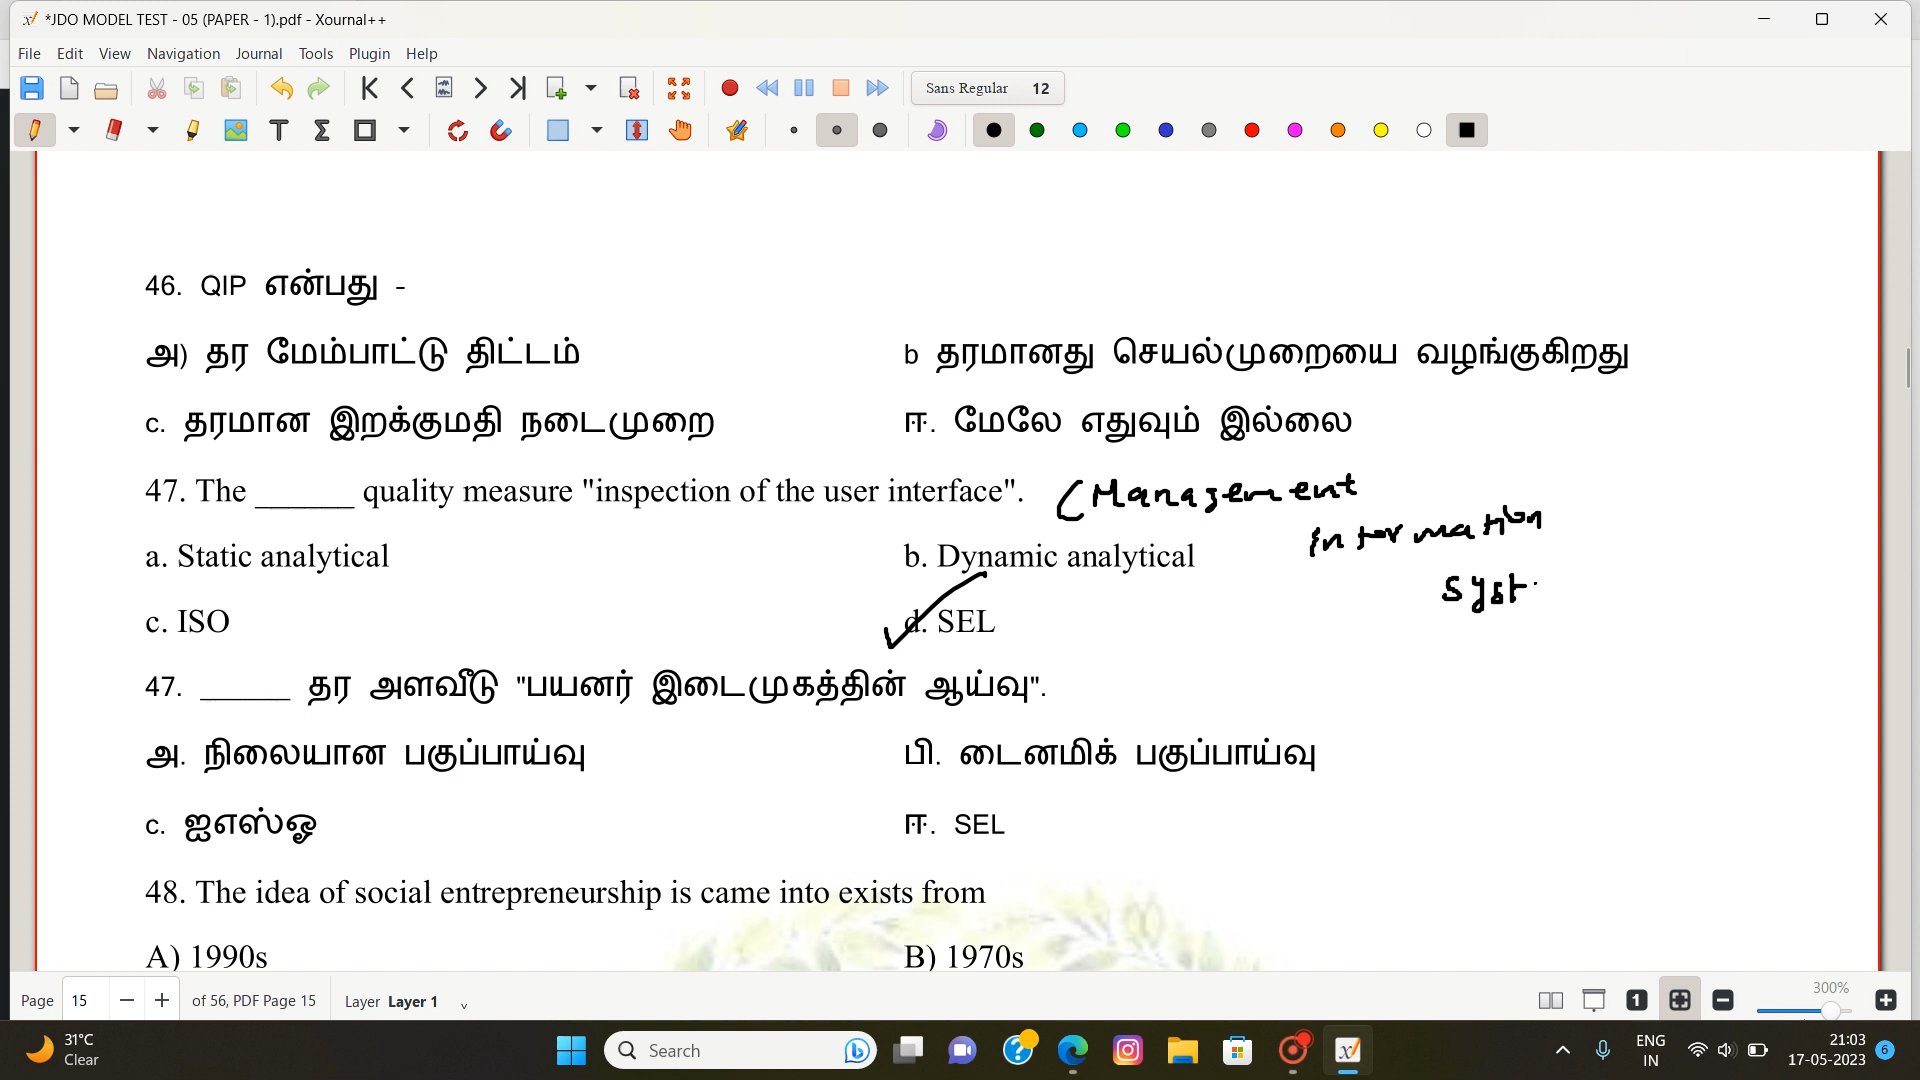 *JDO MODEL TEST - 05 (PAPER - 1).pdf - Xournal++
File Edit View Navigation Journal Tools Plugin Help
Sans Regular 12
46. QIP என்பது -
அ) தர மேம்பாட்டு திட்டம் b தரமானது செயல்முறையை வழங்குகிறது
c. தரமான இறக்குமதி நடைமுறை ஈ. மேலே எதுவும் இல்லை
47. The ______ quality measure "inspection of the user interface". (Management
information
a. Static analytical b. Dynamic analytical
syst
c. ISO d. SEL
47. ______ தர அளவீடு "பயனர் இடைமுகத்தின் ஆய்வு".
அ. நிலையான பகுப்பாய்வு பி. டைனமிக் பகுப்பாய்வு
c. ஐஎஸ்ஓ ஈ. SEL
48. The idea of social entrepreneurship is came into exists from
A) 1990s B) 1970s
Page 15 of 56, PDF Page 15 Layer Layer 1 300%
31°C
Clear
Search
ENG
IN
21:03
17-05-2023 6